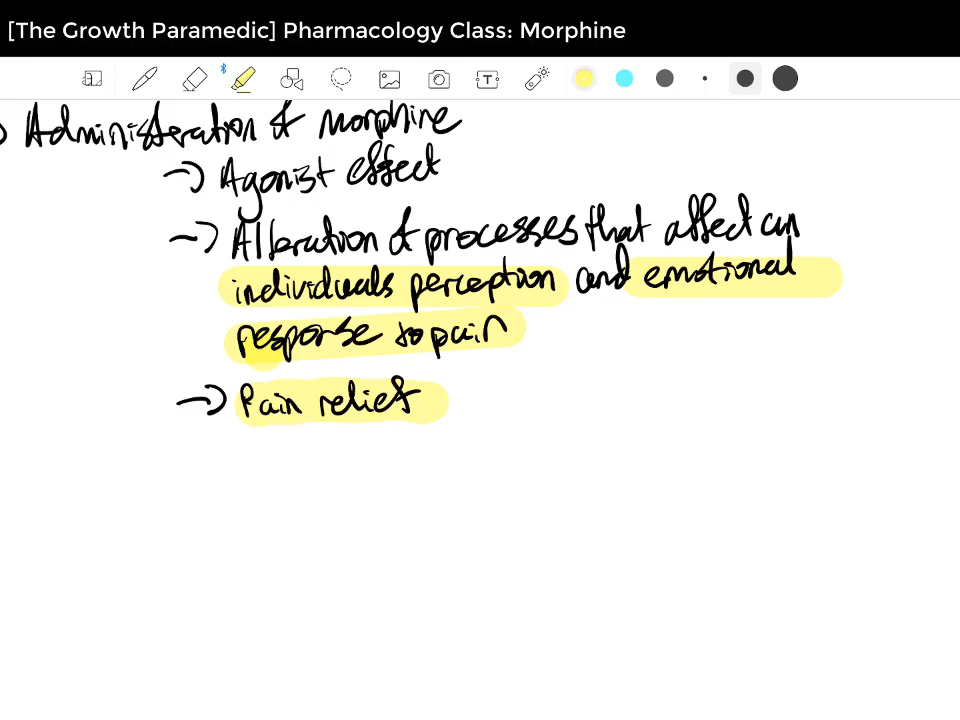 [The Growth Paramedic] Pharmacology Class: Morphine
Administration of morphine
→ Agonist effect
→ Alteration of processes that affect an
individuals perception and emotional
response to pain
→ Pain relief